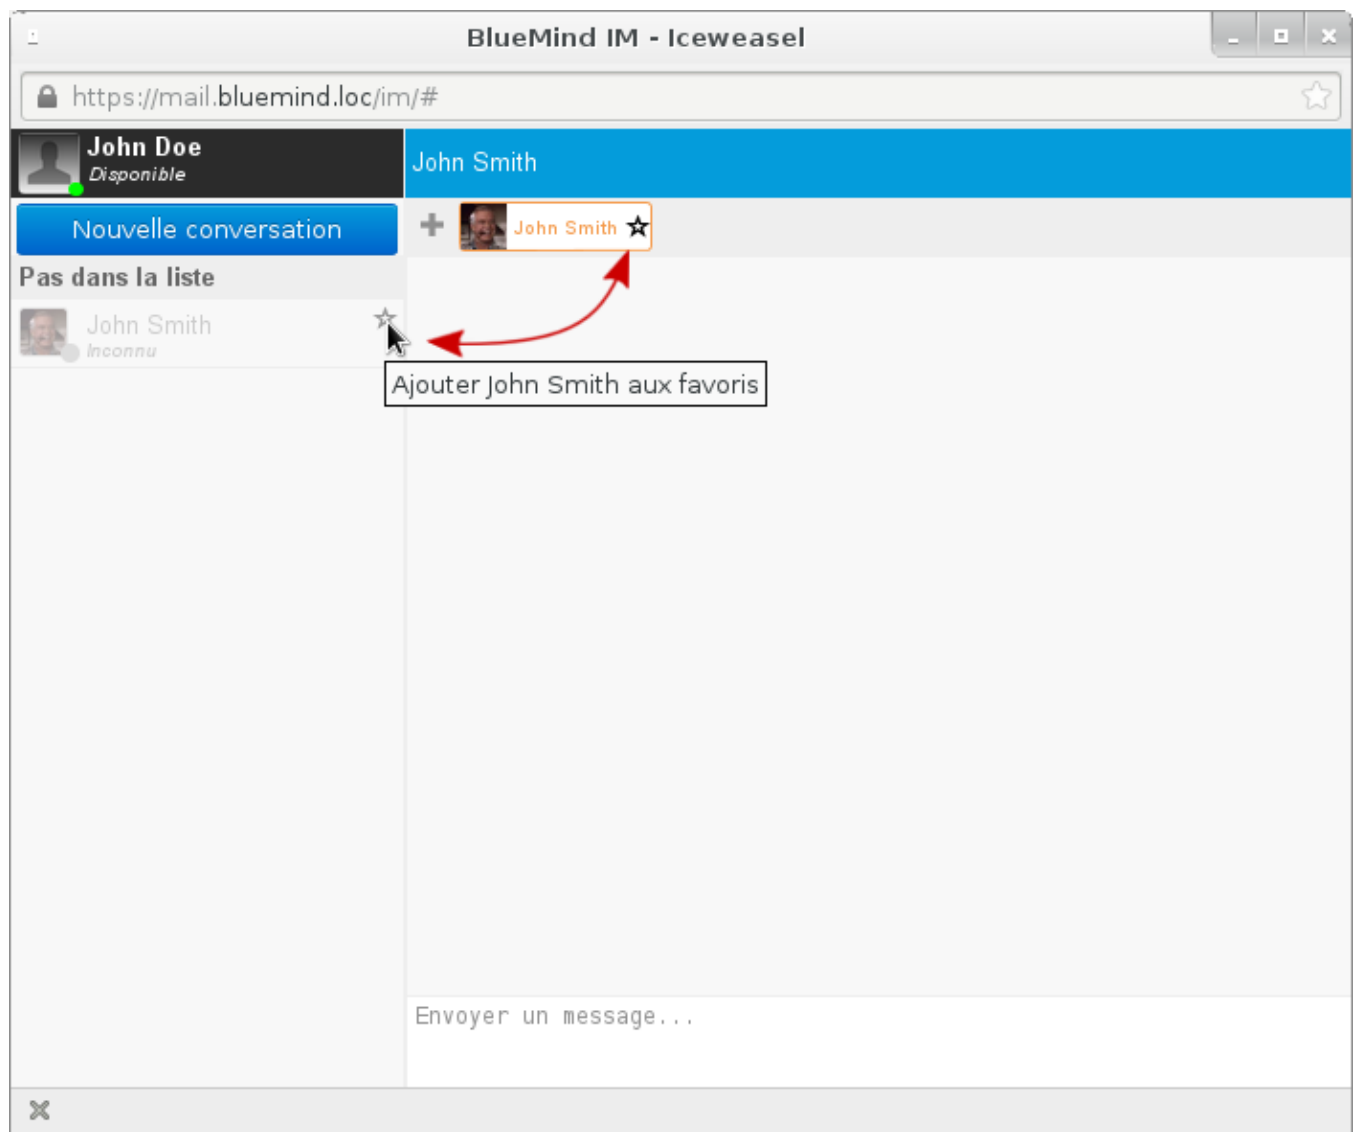 BlueMind IM - Iceweasel
https://mail.bluemind.loc/im/#
John Doe
Disponible
John Smith
Nouvelle conversation
John Smith
Pas dans la liste
John Smith
Inconnu
Ajouter John Smith aux favoris
Envoyer un message...